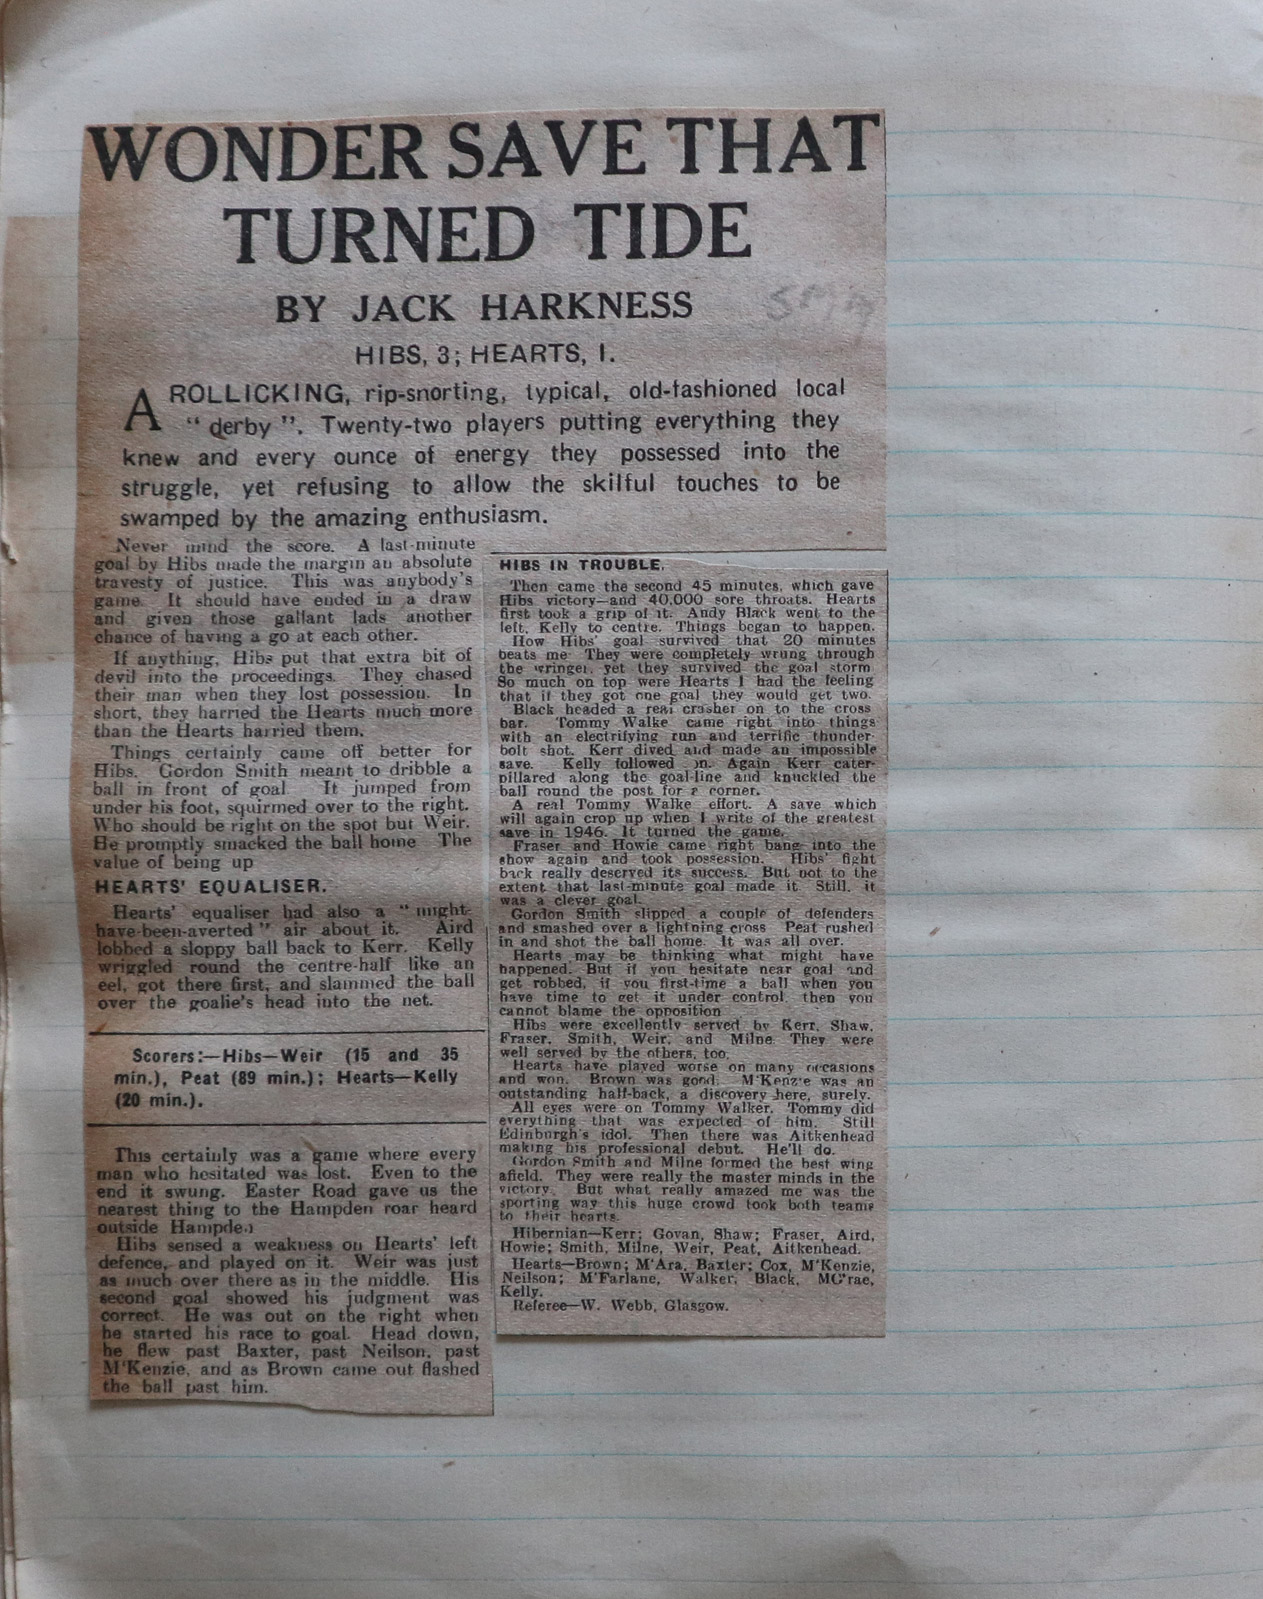 WONDER SAVE THAT
TURNED TIDE
BY JACK HARKNESS
HIBS, 3; HEARTS, 1.
A ROLLICKING, rip-snorting, typical, old-fashioned local
"derby". Twenty-two players putting everything they
knew and every ounce of energy they possessed into the
struggle, yet refusing to allow the skilful touches to be
swamped by the amazing enthusiasm.
Never mind the score. A last-minute
goal by Hibs made the margin an absolute
travesty of justice. This was anybody's
game. It should have ended in a draw
and given those gallant lads another
chance of having a go at each other.
If anything, Hibs put that extra bit of
devil into the proceedings. They chased
their man when they lost possession. In
short, they harried the Hearts much more
than the Hearts harried them.
Things certainly came off better for
Hibs. Gordon Smith meant to dribble a
ball in front of goal. It jumped from
under his foot, squirmed over to the right.
Who should be right on the spot but Weir.
He promptly smacked the ball home. The
value of being up
HEARTS' EQUALISER.
Hearts' equaliser had also a "might-
have-been-averted" air about it. Aird
lobbed a sloppy ball back to Kerr. Kelly
wriggled round the centre-half like an
eel, got there first, and slammed the ball
over the goalie's head into the net.
Scorers:—Hibs—Weir (15 and 35
min.), Peat (89 min.); Hearts—Kelly
(20 min.).
This certainly was a game where every
man who hesitated was lost. Even to the
end it swung. Easter Road gave us the
nearest thing to the Hampden roar heard
outside Hampden
Hibs sensed a weakness on Hearts' left
defence, and played on it. Weir was just
as much over there as in the middle. His
second goal showed his judgment was
correct. He was out on the right when
he started his race to goal. Head down,
he flew past Baxter, past Neilson, past
M'Kenzie, and as Brown came out flashed
the ball past him.
HIBS IN TROUBLE.
Then came the second 45 minutes, which gave
Hibs victory—and 40,000 sore throats. Hearts
first took a grip of it. Andy Black went to the
left, Kelly to centre. Things began to happen.
How Hibs' goal survived that 20 minutes
beats me. They were completely wrung through
the wringer, yet they survived the goal storm.
So much on top were Hearts I had the feeling
that if they got one goal they would get two.
Black headed a real crasher on to the cross
bar. Tommy Walke came right into things
with an electrifying run and terrific thunder-
bolt shot. Kerr dived and made an impossible
save. Kelly followed on. Again Kerr cater-
pillared along the goal-line and knuckled the
ball round the post for a corner.
A real Tommy Walke effort. A save which
will again crop up when I write of the greatest
save in 1946. It turned the game.
Fraser and Howie came right bang into the
show again and took possession. Hibs' fight
back really deserved its success. But not to the
extent that last-minute goal made it. Still, it
was a clever goal.
Gordon Smith slipped a couple of defenders
and smashed over a lightning cross. Peat rushed
in and shot the ball home. It was all over.
Hearts may be thinking what might have
happened. But if you hesitate near goal and
get robbed, if you first-time a ball when you
have time to get it under control, then you
cannot blame the opposition
Hibs were excellently served by Kerr, Shaw,
Fraser, Smith, Weir, and Milne. They were
well served by the others, too.
Hearts have played worse on many occasions
and won. Brown was good. M'Kenzie was an
outstanding half-back, a discovery here, surely.
All eyes were on Tommy Walker. Tommy did
everything that was expected of him. Still
Edinburgh's idol. Then there was Aitkenhead
making his professional debut. He'll do.
Gordon Smith and Milne formed the best wing
afield. They were really the master minds in the
victory. But what really amazed me was the
sporting way this huge crowd took both teams
to their hearts.
Hibernian—Kerr; Govan, Shaw; Fraser, Aird,
Howie; Smith, Milne, Weir, Peat, Aitkenhead.
Hearts—Brown; M'Ara, Baxter; Cox, M'Kenzie,
Neilson; M'Farlane, Walker, Black, McCrae,
Kelly.
Referee—W. Webb, Glasgow.